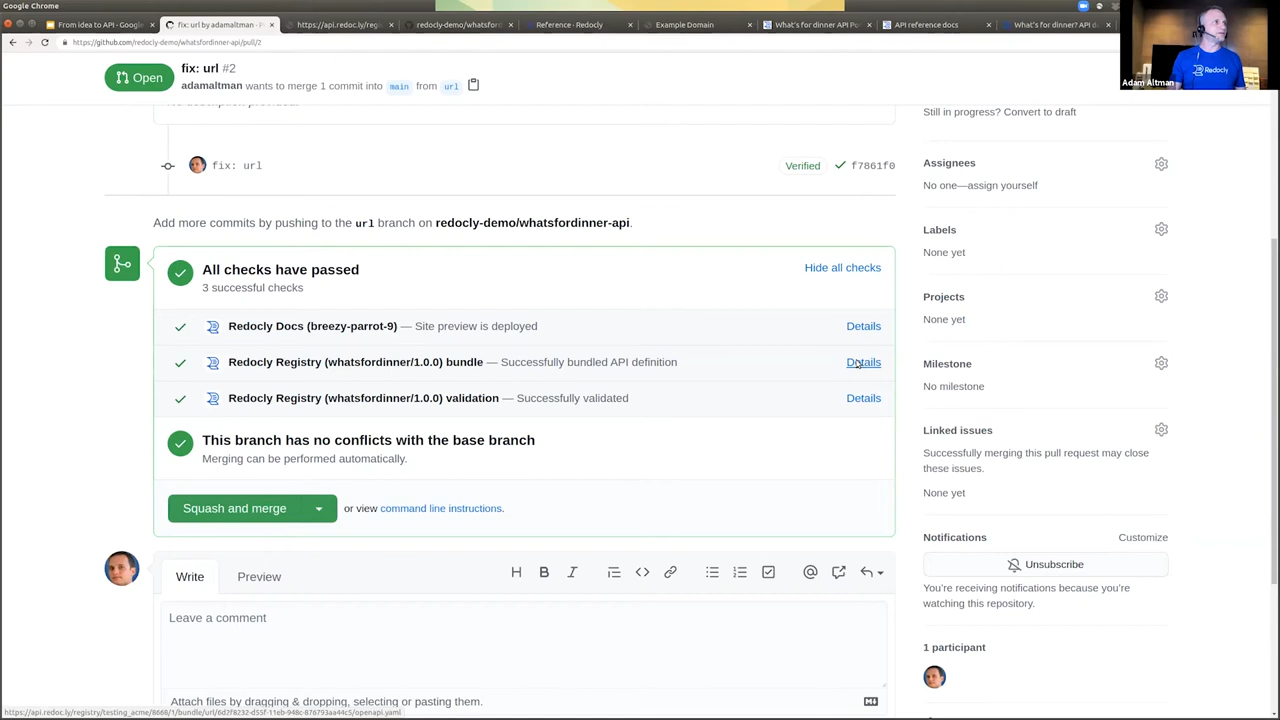 Google Chrome
From idea to API - Google
fix: url by adamaltman · P
https://api.redoc.ly/regis
redocly-demo/whatsford
Reference - Redocly
Example Domain
What's for dinner API Po
API reference docs
What's for dinner? API d
https://github.com/redocly-demo/whatsfordinner-api/pull/2
Redocly
Adam Altman
Open
fix: url #2
adamaltman wants to merge 1 commit into main from url
Still in progress? Convert to draft
fix: url
Verified
f7861f0
Add more commits by pushing to the url branch on redocly-demo/whatsfordinner-api.
All checks have passed
Hide all checks
3 successful checks
Redocly Docs (breezy-parrot-9) — Site preview is deployed
Details
Redocly Registry (whatsfordinner/1.0.0) bundle — Successfully bundled API definition
Details
Redocly Registry (whatsfordinner/1.0.0) validation — Successfully validated
Details
This branch has no conflicts with the base branch
Merging can be performed automatically.
Squash and merge
or view command line instructions.
Write
Preview
Leave a comment
Attach files by dragging & dropping, selecting or pasting them.
Assignees
No one—assign yourself
Labels
None yet
Projects
None yet
Milestone
No milestone
Linked issues
Successfully merging this pull request may close
these issues.
None yet
Notifications
Customize
Unsubscribe
You're receiving notifications because you're
watching this repository.
1 participant